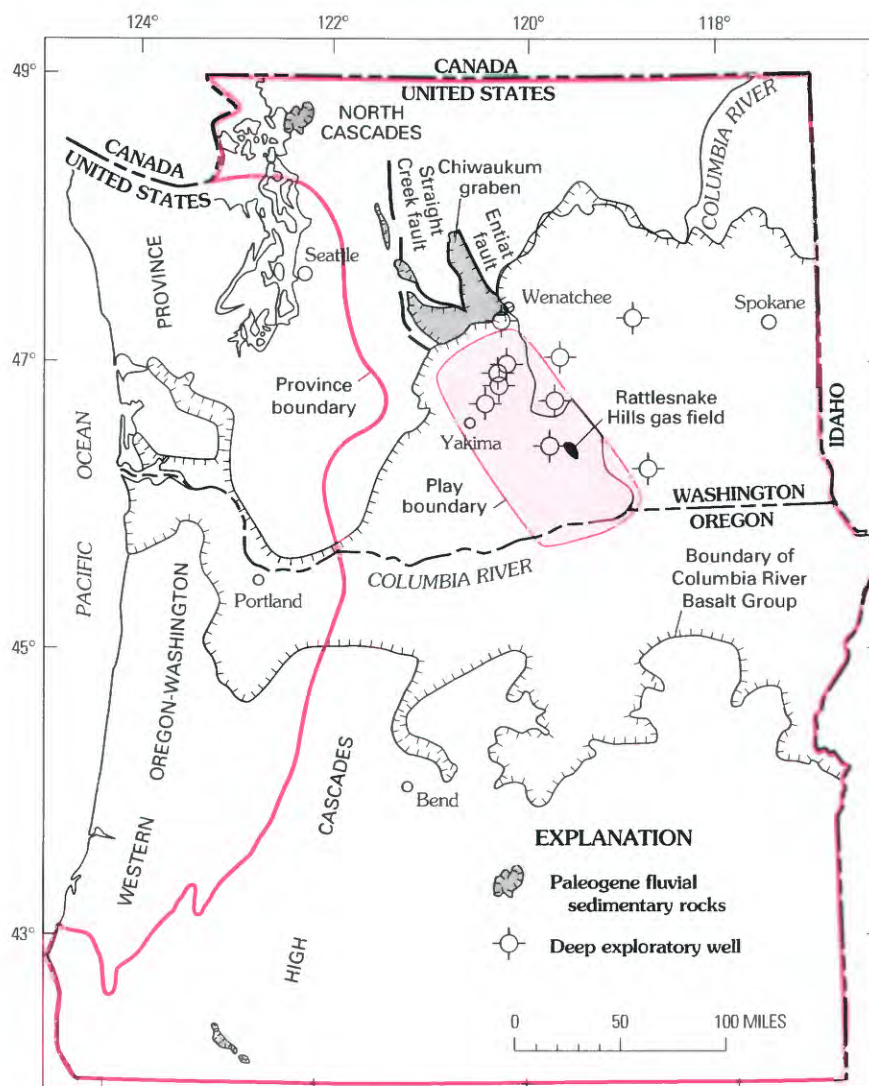 124°
122°
120°
118°
49°
CANADA
UNITED STATES
NORTH
CASCADES
COLUMBIA RIVER
CANADA
UNITED STATES
Straight
Creek fault
Chiwaukum
graben
Entiat
fault
Seattle
Wenatchee
Spokane
PROVINCE
47°
Province
boundary
Rattlesnake
Hills gas field
IDAHO
Yakima
OCEAN
Play
boundary
WASHINGTON
OREGON
PACIFIC
COLUMBIA RIVER
Boundary of
Columbia River
Basalt Group
Portland
45°
WESTERN
OREGON-WASHINGTON
CASCADES
HIGH
Bend
EXPLANATION
Paleogene fluvial
sedimentary rocks
Deep exploratory well
43°
0 50 100 MILES